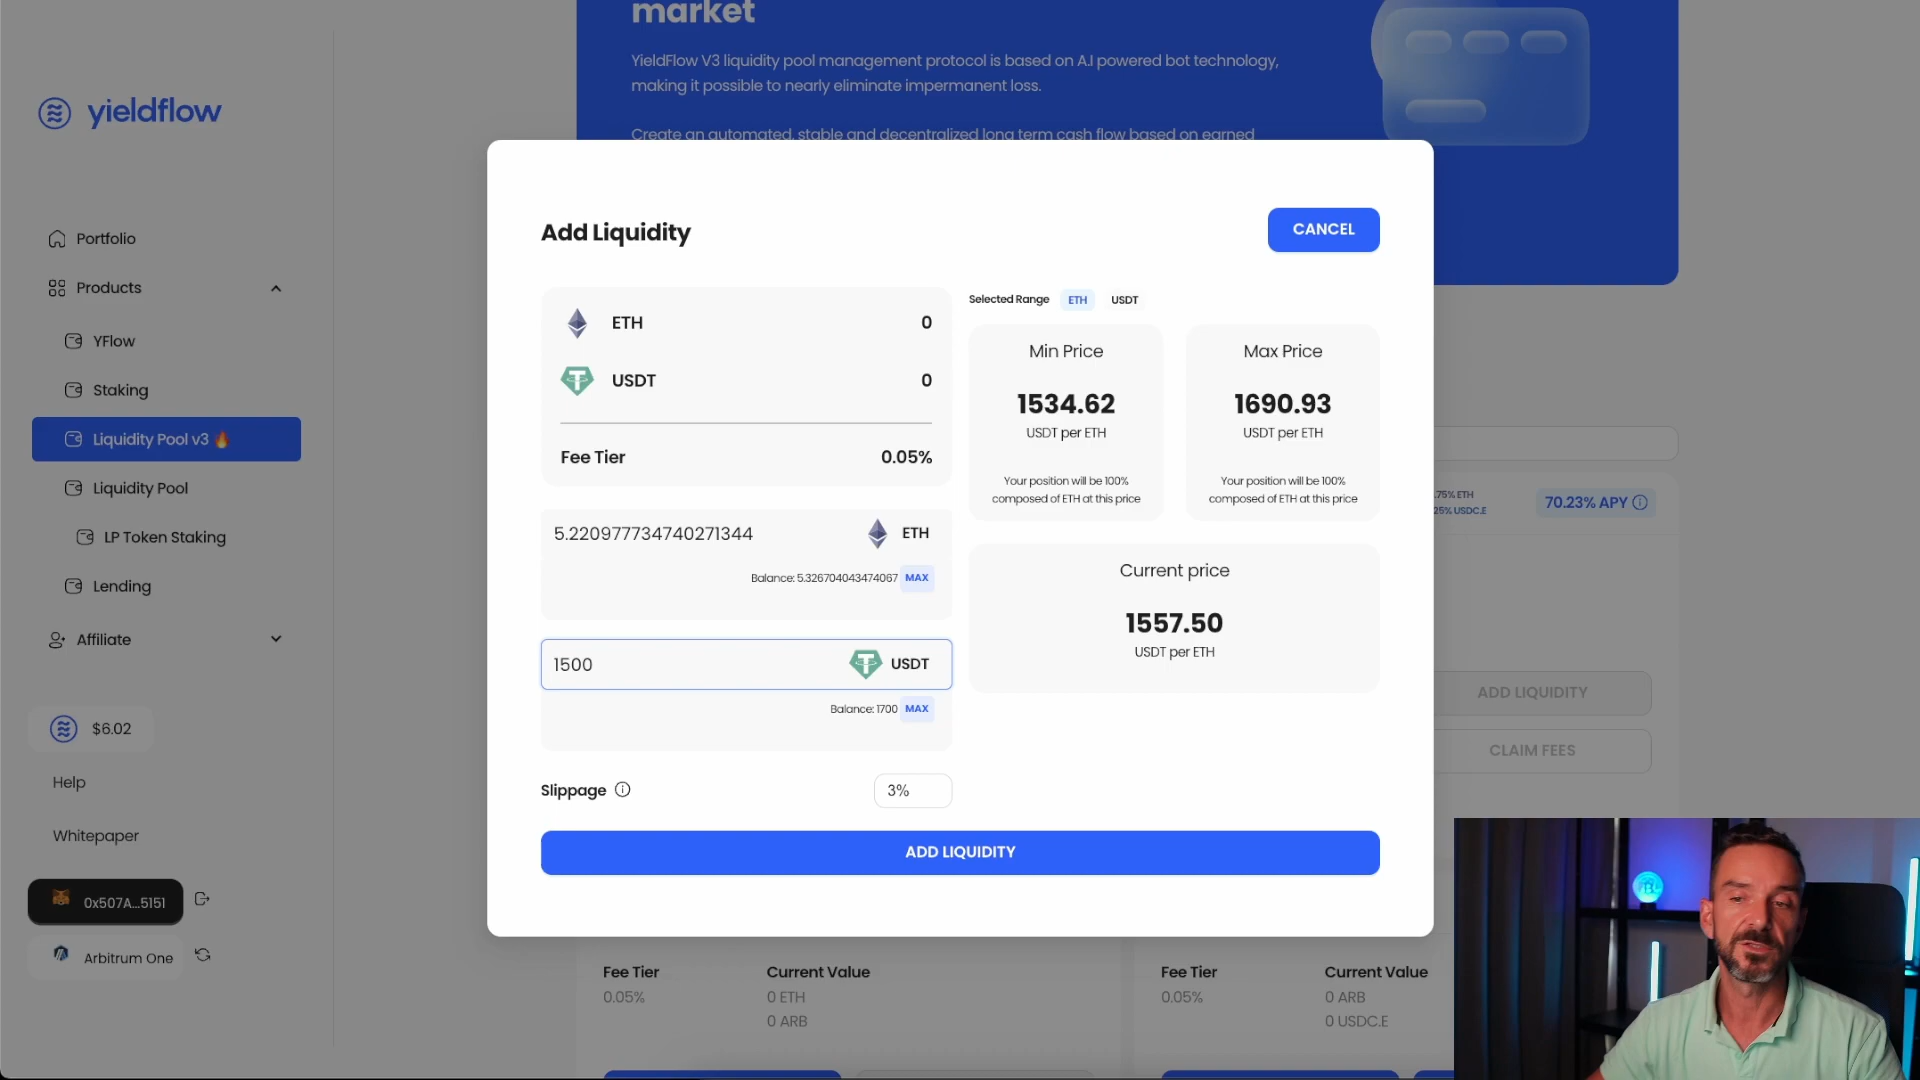 market
YieldFlow V3 liquidity pool management protocol is based on A.I powered bot technology,
making it possible to nearly eliminate impermanent loss.
Create an automated, stable and decentralized long term cash flow based on earned
yieldflow
Portfolio
Products
YFlow
Staking
Liquidity Pool v3 🔥
Liquidity Pool
LP Token Staking
Lending
Affiliate
$6.02
Help
Whitepaper
0x507A...5151
Arbitrum One
Add Liquidity
CANCEL
ETH 0
USDT 0
Fee Tier 0.05%
5.220977734740271344 ETH
Balance: 5.326704043474067 MAX
1500 USDT
Balance: 1700 MAX
Slippage 3%
Selected Range ETH USDT
Min Price
1534.62
USDT per ETH
Your position will be 100%
composed of ETH at this price
Max Price
1690.93
USDT per ETH
Your position will be 100%
composed of ETH at this price
Current price
1557.50
USDT per ETH
ADD LIQUIDITY
.75% ETH
25% USDC.E
70.23% APY
ADD LIQUIDITY
CLAIM FEES
Fee Tier
0.05%
Current Value
0 ETH
0 ARB
Fee Tier
0.05%
Current Value
0 ARB
0 USDC.E